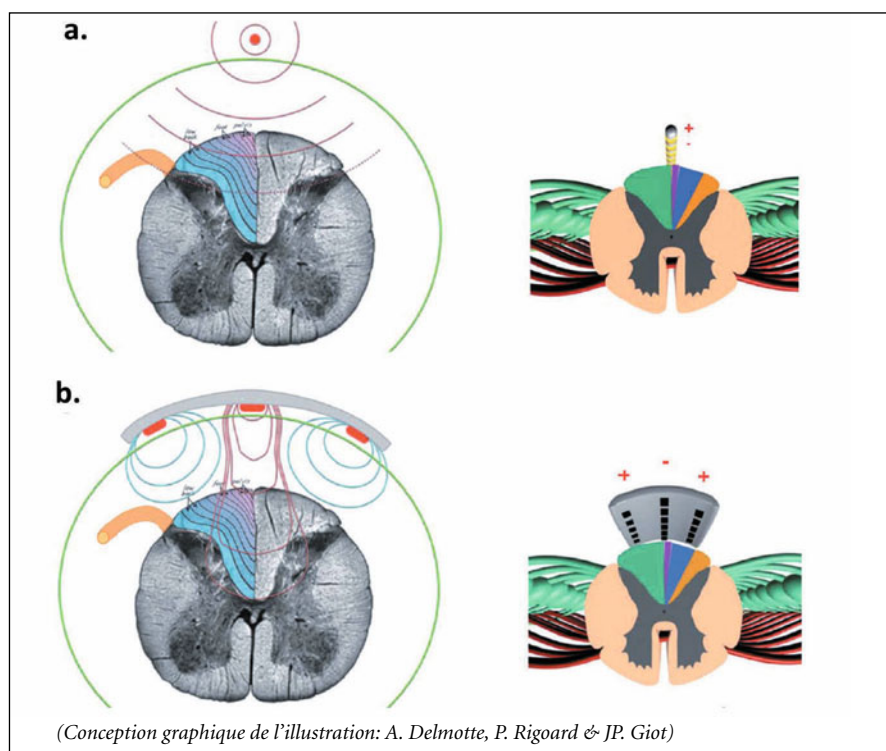 a.
+
-
b.
+ - +
(Conception graphique de l'illustration: A. Delmotte, P. Rigoard & JP. Giot)